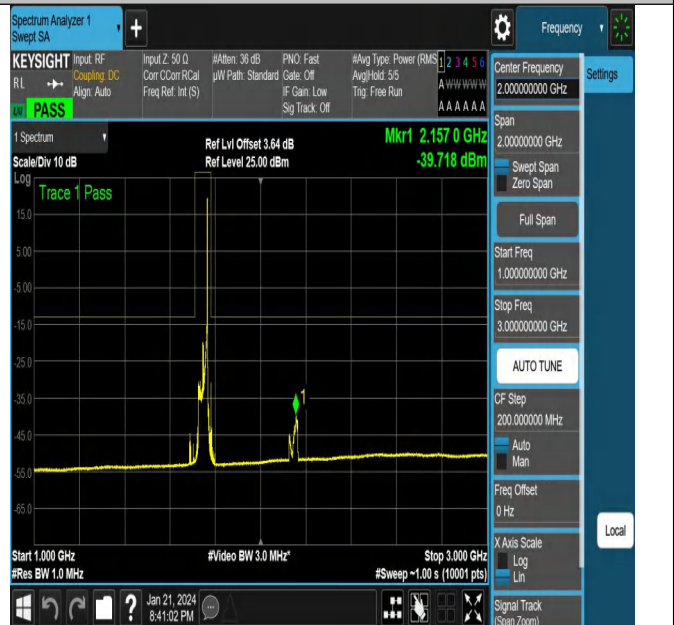 Spectrum Analyzer 1
Swept SA
+
Frequency
KEYSIGHT
RL
PASS
Input: RF
Coupling: DC
Align: Auto
Input Z: 50 Ω
Corr CCorr RCal
Freq Ref: Int (S)
#Atten: 36 dB
µW Path: Standard
PNO: Fast
Gate: Off
IF Gain: Low
Sig Track: Off
#Avg Type: Power (RMS
Avg|Hold: 5/5
Trig: Free Run
1 2 3 4 5 6
A W W W W W
A A A A A A
1 Spectrum
Scale/Div 10 dB
Log
Ref Lvl Offset 3.64 dB
Ref Level 25.00 dBm
Mkr1 2.157 0 GHz
-39.718 dBm
Trace 1 Pass
15.0
5.00
-5.00
-15.0
-25.0
-35.0
-45.0
-55.0
-65.0
1
Start 1.000 GHz
#Res BW 1.0 MHz
#Video BW 3.0 MHz*
Stop 3.000 GHz
#Sweep ~1.00 s (10001 pts)
Center Frequency
2.000000000 GHz
Span
2.00000000 GHz
Swept Span
Zero Span
Full Span
Start Freq
1.000000000 GHz
Stop Freq
3.000000000 GHz
AUTO TUNE
CF Step
200.000000 MHz
Auto
Man
Freq Offset
0 Hz
X Axis Scale
Log
Lin
Signal Track
(Span Zoom)
Settings
Local
?
Jan 21, 2024
8:41:02 PM